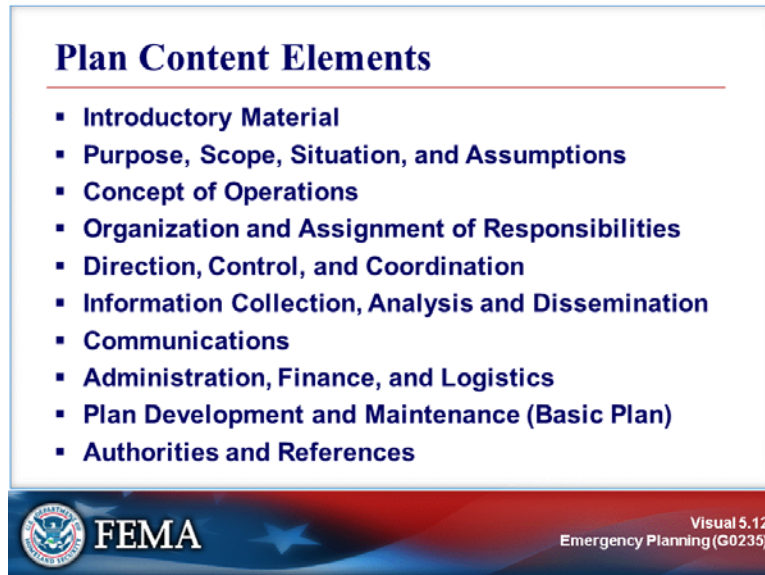 Plan Content Elements
▪ Introductory Material
▪ Purpose, Scope, Situation, and Assumptions
▪ Concept of Operations
▪ Organization and Assignment of Responsibilities
▪ Direction, Control, and Coordination
▪ Information Collection, Analysis and Dissemination
▪ Communications
▪ Administration, Finance, and Logistics
▪ Plan Development and Maintenance (Basic Plan)
▪ Authorities and References
FEMA
Visual 5.12
Emergency Planning (G0235)